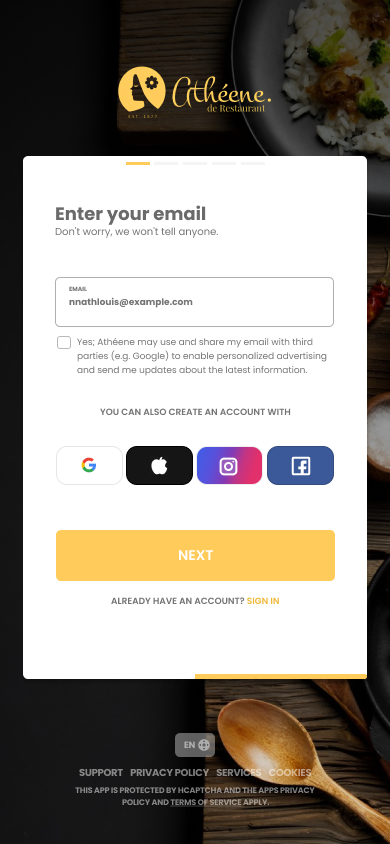 Athéene.
de Restaurant
EST. 1877
Enter your email
Don't worry, we won't tell anyone.
EMAIL
nnathlouis@example.com
Yes; Athéene may use and share my email with third
parties (e.g. Google) to enable personalized advertising
and send me updates about the latest information.
YOU CAN ALSO CREATE AN ACCOUNT WITH
NEXT
ALREADY HAVE AN ACCOUNT? SIGN IN
EN
SUPPORT PRIVACY POLICY SERVICES COOKIES
THIS APP IS PROTECTED BY HCAPTCHA AND THE APPS PRIVACY
POLICY AND TERMS OF SERVICE APPLY.